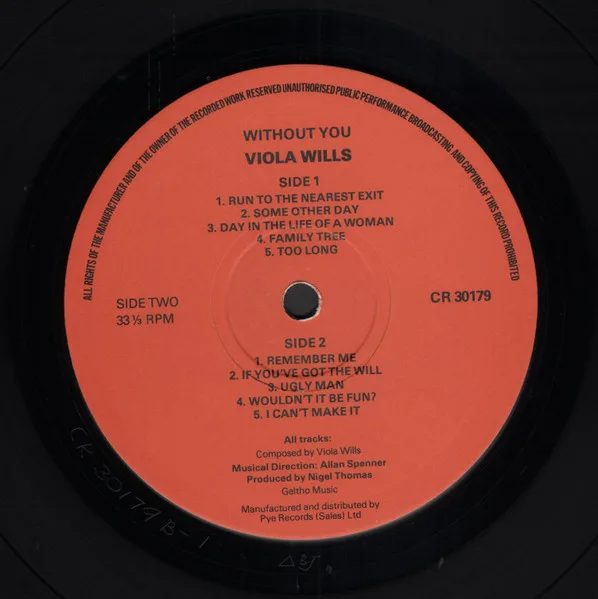 ALL RIGHTS OF THE MANUFACTURER AND OF THE OWNER OF THE RECORDED WORK RESERVED UNAUTHORISED PUBLIC PERFORMANCE BROADCASTING AND COPYING OF THIS RECORD PROHIBITED
WITHOUT YOU
VIOLA WILLS
SIDE 1
1. RUN TO THE NEAREST EXIT
2. SOME OTHER DAY
3. DAY IN THE LIFE OF A WOMAN
4. FAMILY TREE
5. TOO LONG
SIDE TWO
33⅓ RPM
CR 30179
SIDE 2
1. REMEMBER ME
2. IF YOU'VE GOT THE WILL
3. UGLY MAN
4. WOULDN'T IT BE FUN?
5. I CAN'T MAKE IT
All tracks:
Composed by Viola Wills
Musical Direction: Allan Spenner
Produced by Nigel Thomas
Geltho Music
Manufactured and distributed by
Pye Records (Sales) Ltd
CR 30179 B-1